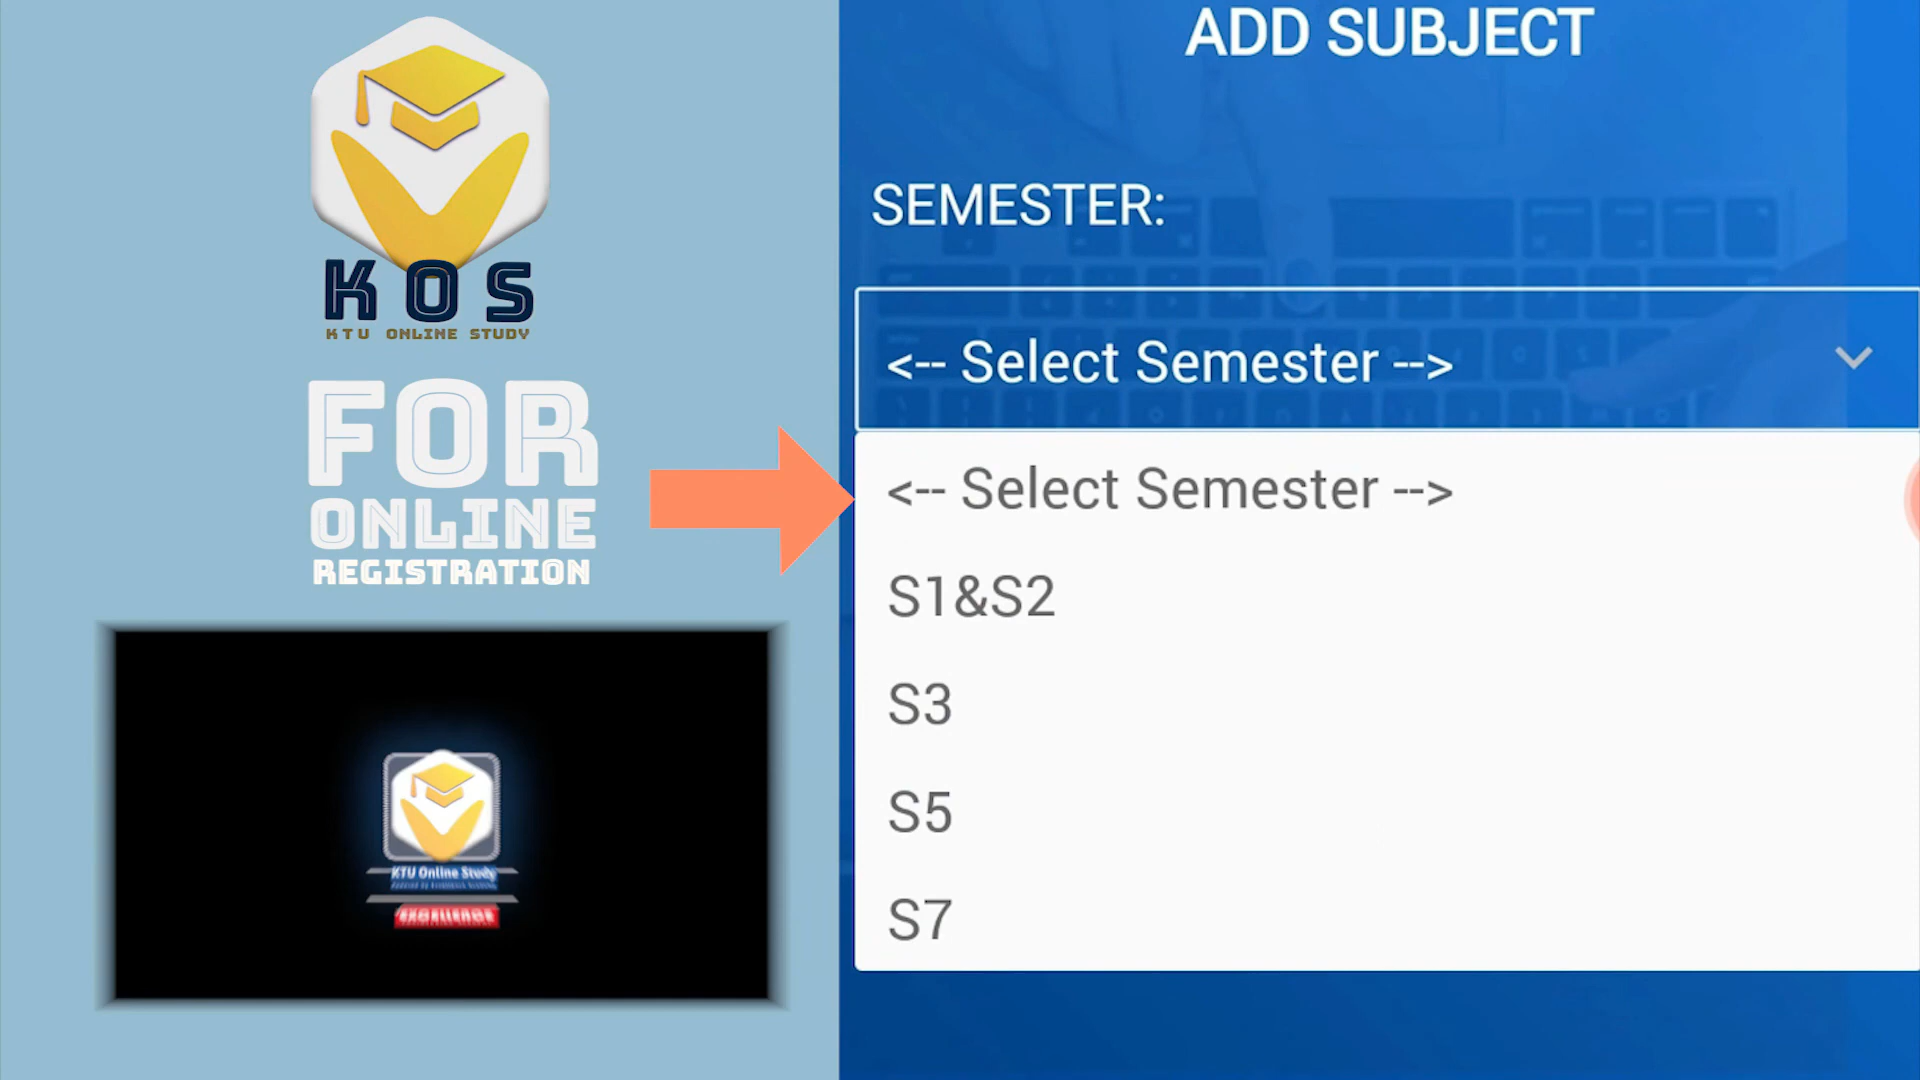 KOS
KTU ONLINE STUDY
FOR
ONLINE
REGISTRATION
KTU Online Study
EXCELLENCE
ADD SUBJECT
SEMESTER:
<-- Select Semester -->
<-- Select Semester -->
S1&S2
S3
S5
S7